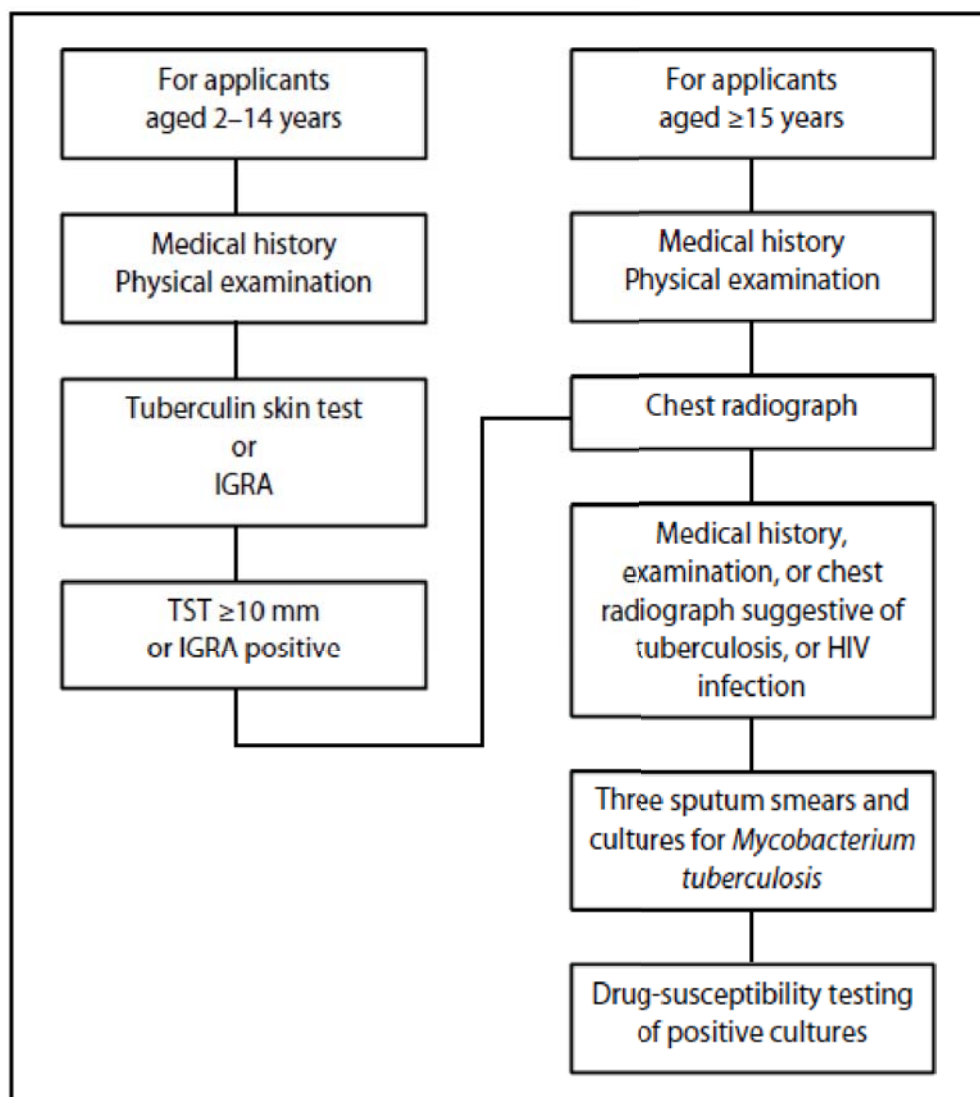 For applicants
aged 2–14 years
Medical history
Physical examination
Tuberculin skin test
or
IGRA
TST ≥10 mm
or IGRA positive
For applicants
aged ≥15 years
Medical history
Physical examination
Chest radiograph
Medical history,
examination, or chest
radiograph suggestive of
tuberculosis, or HIV
infection
Three sputum smears and
cultures for Mycobacterium
tuberculosis
Drug-susceptibility testing
of positive cultures